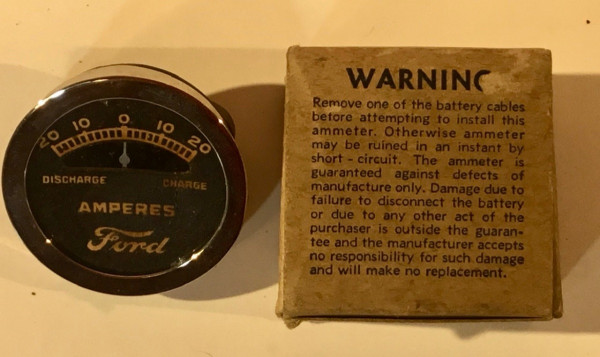 20 10 0 10 20
DISCHARGE CHARGE
AMPERES
Ford
WARNING
Remove one of the battery cables
before attempting to install this
ammeter. Otherwise ammeter
may be ruined in an instant by
short - circuit. The ammeter is
guaranteed against defects of
manufacture only. Damage due to
failure to disconnect the battery
or due to any other act of the
purchaser is outside the guaran-
tee and the manufacturer accepts
no responsibility for such damage
and will make no replacement.